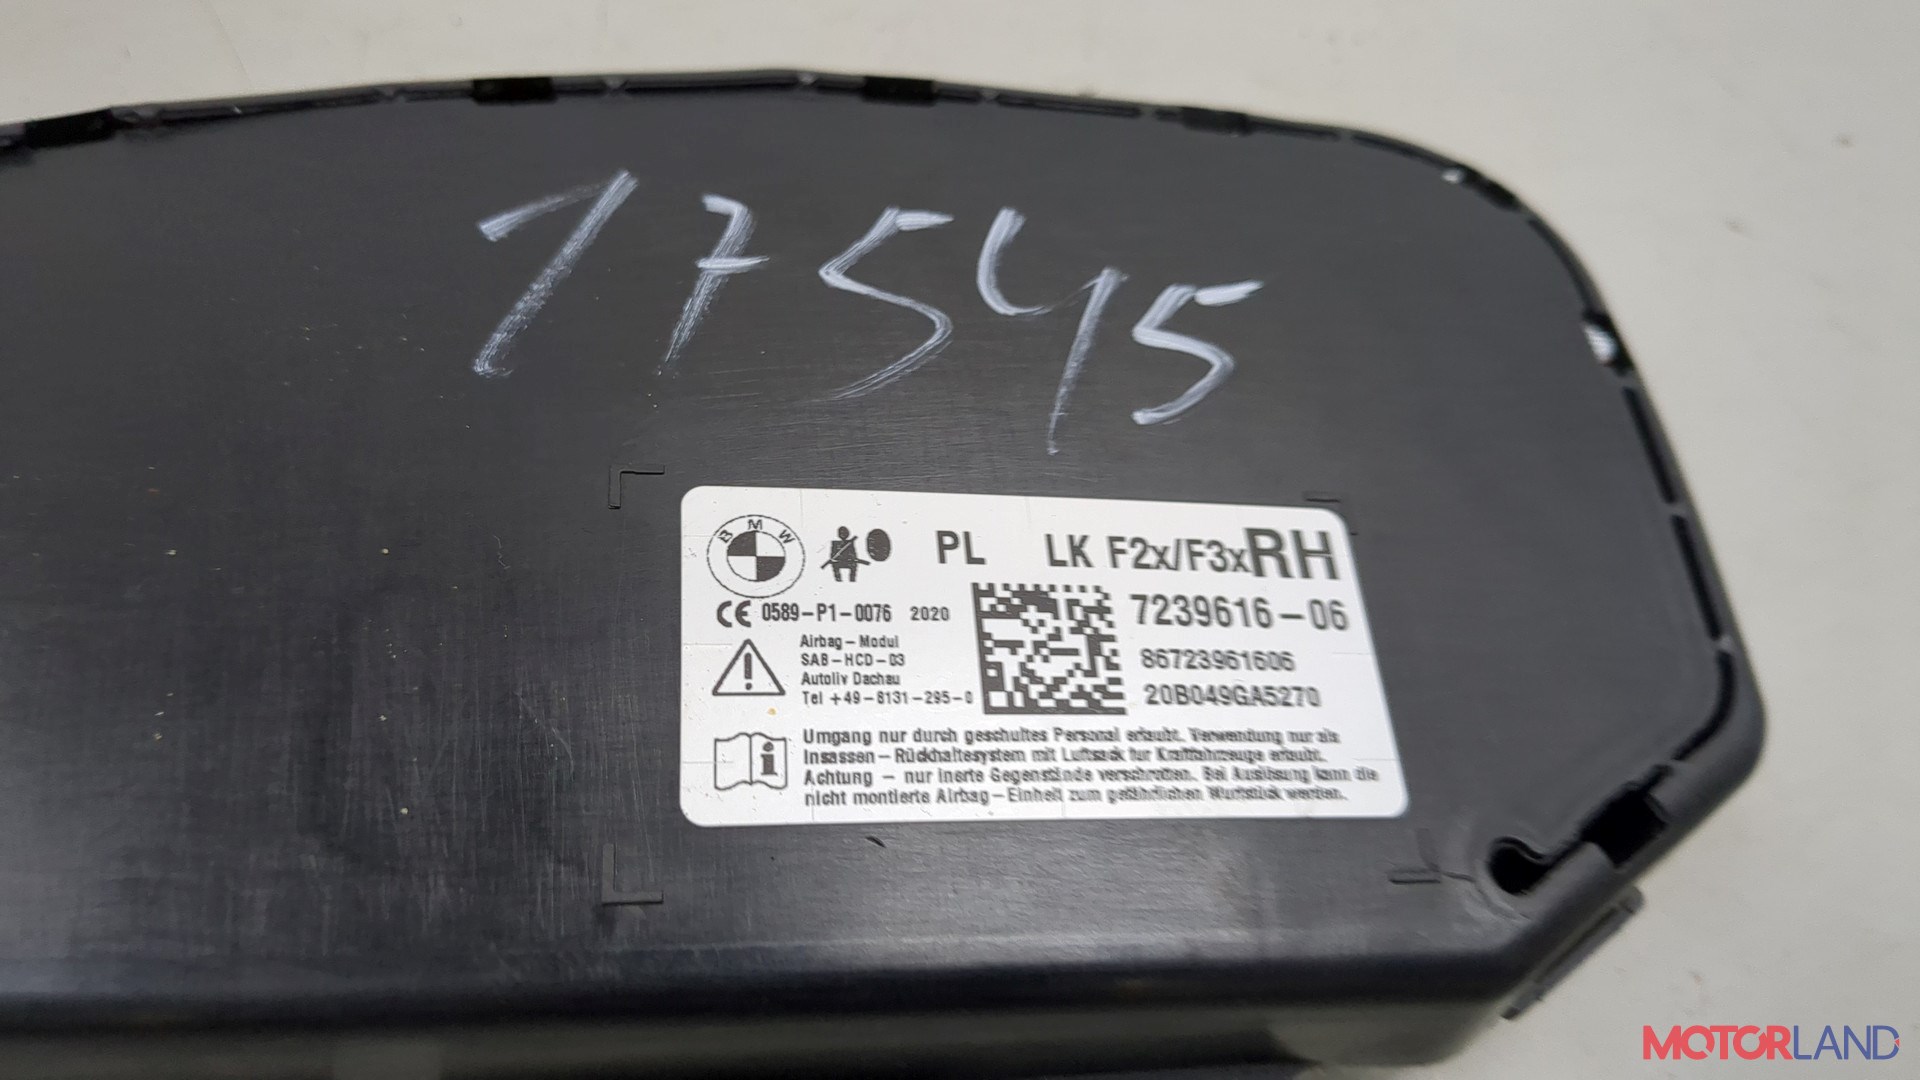 17545
BMW
PL LK F2x/F3x RH
CE 0589-P1-0076 2020
7239616-06
Airbag-Modul
SAB-HCD-03
86723961606
Autoliv Dachau
Tel +49-8131-295-0
20B049GA5270
Umgang nur durch geschultes Personal erlaubt. Verwendung nur als
Insassen-Rückhaltesystem mit Luftsack für Kraftfahrzeuge erlaubt.
Achtung - nur inerte Gegenstände verschrotten. Bei Auslösung kann die
nicht montierte Airbag-Einheit zum gefährlichen Wurfstück werden.
MOTORLAND